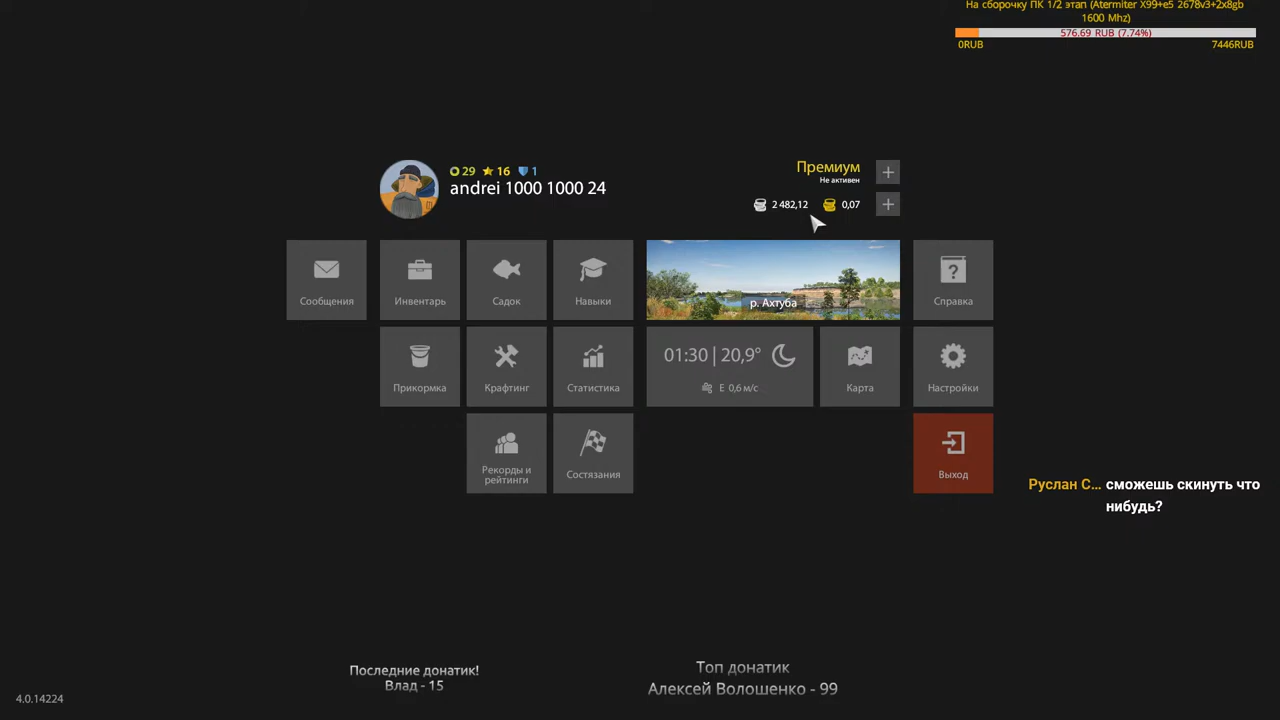 На сборочку ПК 1/2 этап (Atermiter X99+e5 2678v3+2x8gb
1600 Mhz)
576.69 RUB (7.74%)
0RUB
7446RUB
29
16
1
andrei 1000 1000 24
Премиум
Не активен
2 482,12
0,07
Сообщения
Инвентарь
Садок
Навыки
р. Ахтуба
Справка
Прикормка
Крафтинг
Статистика
01:30 | 20,9°
E 0,6 м/с
Карта
Настройки
Рекорды и
рейтинги
Состязания
Выход
Руслан С... сможешь скинуть что
нибудь?
Последние донатик!
Влад - 15
Топ донатик
Алексей Волошенко - 99
4.0.14224